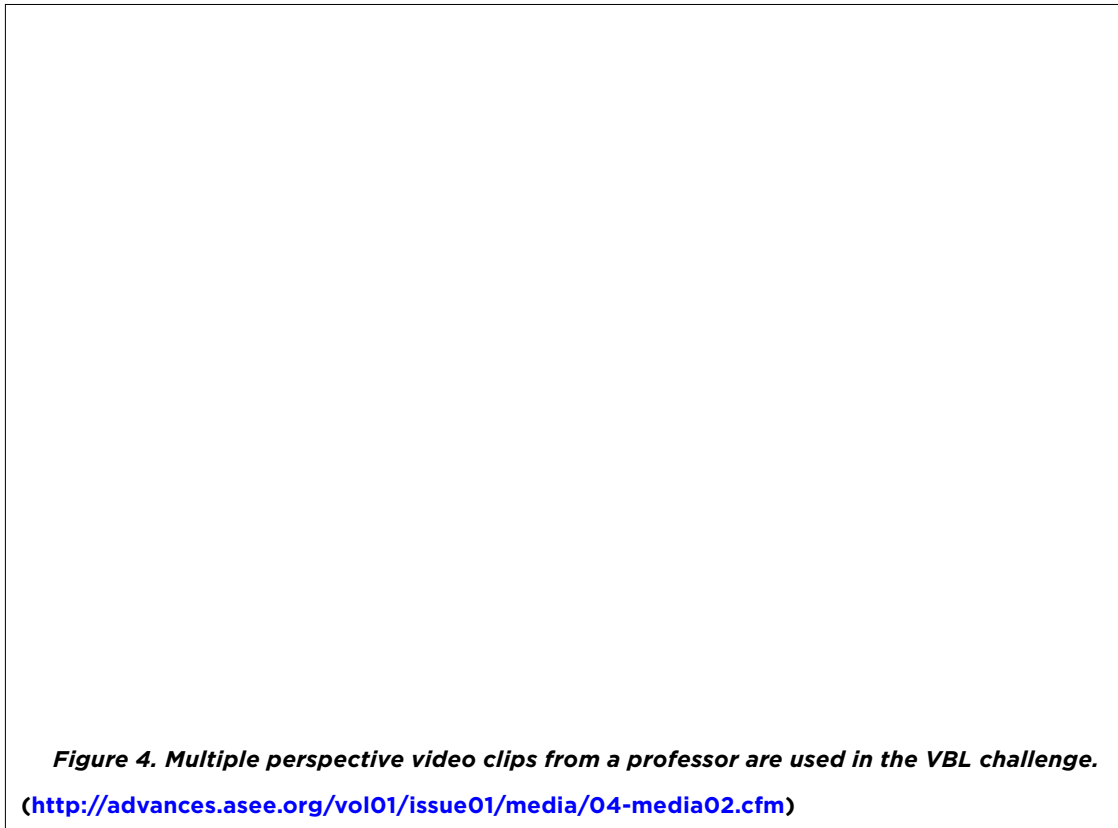 Figure 4. Multiple perspective video clips from a professor are used in the VBL challenge.
(http://advances.asee.org/vol01/issue01/media/04-media02.cfm)